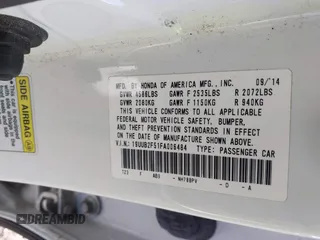 MFD. BY HONDA OF AMERICA MFG., INC. 09/14
GVWR 4586LBS GAWR F 2535LBS R 2072LBS
GVWR 2080KG GAWR F 1150KG R 940KG
THIS VEHICLE CONFORMS TO ALL APPLICABLE
FEDERAL MOTOR VEHICLE SAFETY, BUMPER,
AND THEFT PREVENTION STANDARDS IN EFFECT ON
THE DATE OF MANUFACTURE SHOWN ABOVE.
V.I.N: 19UUB2F51FA006484 TYPE: PASSENGER CAR
- D - A
SIDE AIRBAG
DREAMBID